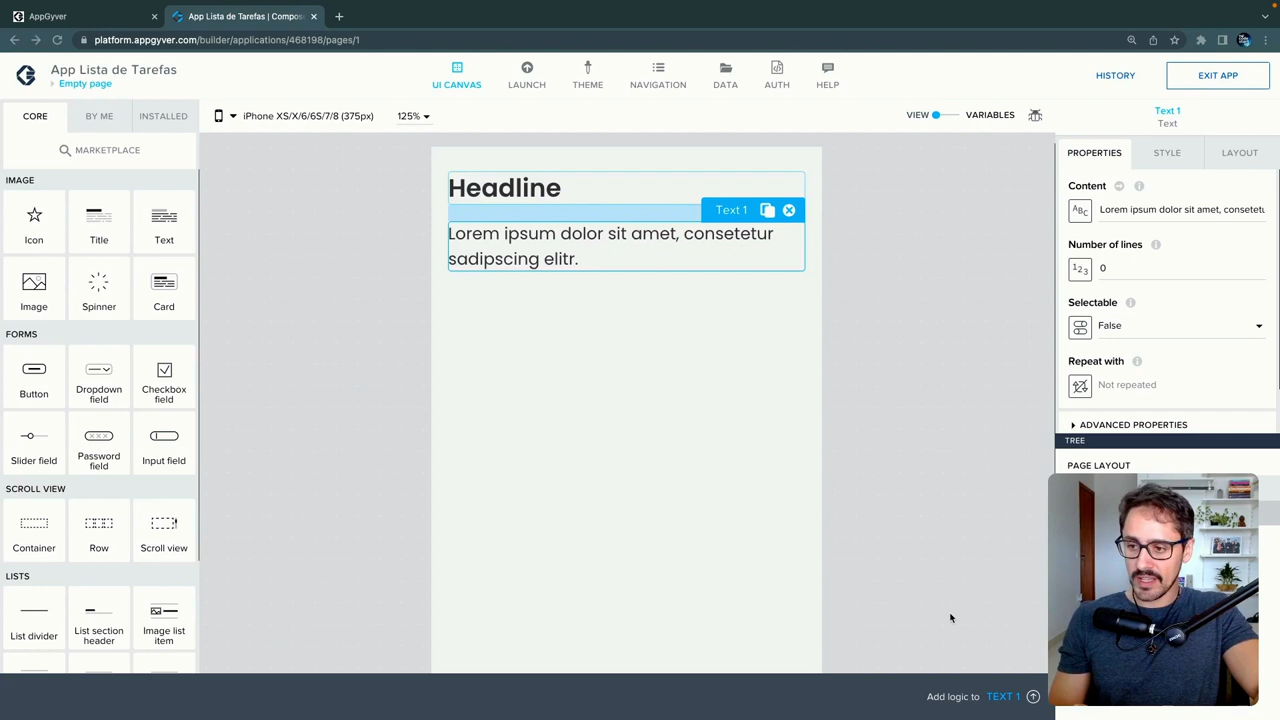 AppGyver
App Lista de Tarefas | Compos
platform.appgyver.com/builder/applications/468198/pages/1
App Lista de Tarefas
Empty page
UI CANVAS
LAUNCH
THEME
NAVIGATION
DATA
AUTH
HELP
HISTORY
EXIT APP
CORE
BY ME
INSTALLED
iPhone XS/X/6/6S/7/8 (375px)
125%
VIEW
VARIABLES
Text 1
Text
MARKETPLACE
PROPERTIES
STYLE
LAYOUT
IMAGE
Icon
Title
Text
Image
Spinner
Card
FORMS
Button
Dropdown
field
Checkbox
field
Slider field
Password
field
Input field
SCROLL VIEW
Container
Row
Scroll view
LISTS
List divider
List section
header
Image list
item
Headline
Text 1
Lorem ipsum dolor sit amet, consetetur
sadipscing elitr.
Content
ABC
Lorem ipsum dolor sit amet, consetetu
Number of lines
123
0
Selectable
False
Repeat with
Not repeated
ADVANCED PROPERTIES
TREE
PAGE LAYOUT
Add logic to TEXT 1